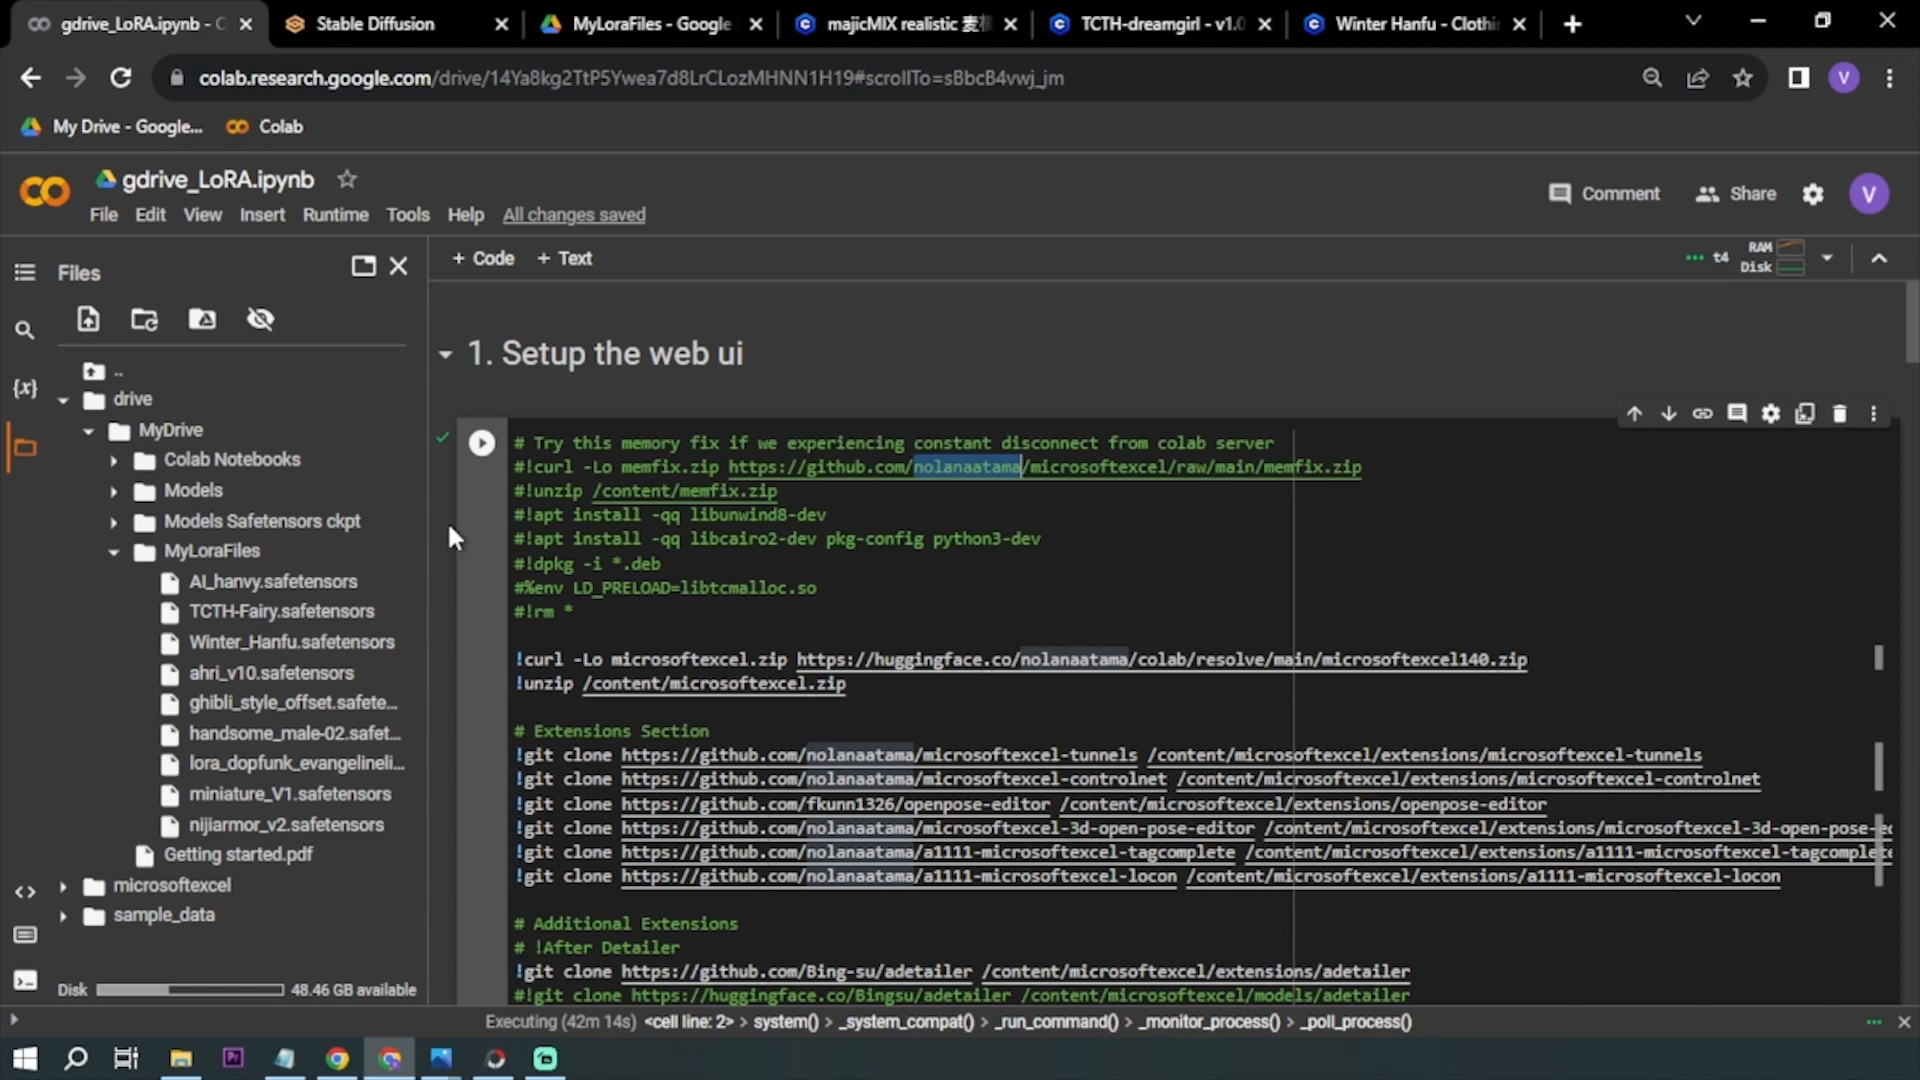 gdrive_LoRA.ipynb - C
Stable Diffusion
MyLoraFiles - Google
majicMIX realistic 麦
TCTH-dreamgirl - v1.0
Winter Hanfu - Clothi
colab.research.google.com/drive/14Ya8kg2TtP5Ywea7d8LrCLozMHNN1H19#scrollTo=sBbcB4vwj_jm
V
My Drive - Google...
Colab
gdrive_LoRA.ipynb
Comment
Share
V
File Edit View Insert Runtime Tools Help All changes saved
Files
+ Code + Text
t4
RAM
Disk
..
drive
MyDrive
Colab Notebooks
Models
Models Safetensors ckpt
MyLoraFiles
AI_hanvy.safetensors
TCTH-Fairy.safetensors
Winter_Hanfu.safetensors
ahri_v10.safetensors
ghibli_style_offset.safete...
handsome_male-02.safet...
lora_dopfunk_evangelineli...
miniature_V1.safetensors
nijiarmor_v2.safetensors
Getting started.pdf
microsoftexcel
sample_data
Disk
48.46 GB available
{x}
1. Setup the web ui
# Try this memory fix if we experiencing constant disconnect from colab server
#!curl -Lo memfix.zip https://github.com/nolanaatama/microsoftexcel/raw/main/memfix.zip
#!unzip /content/memfix.zip
#!apt install -qq libunwind8-dev
#!apt install -qq libcairo2-dev pkg-config python3-dev
#!dpkg -i *.deb
#%env LD_PRELOAD=libtcmalloc.so
#!rm *
!curl -Lo microsoftexcel.zip https://huggingface.co/nolanaatama/colab/resolve/main/microsoftexcel140.zip
!unzip /content/microsoftexcel.zip
# Extensions Section
!git clone https://github.com/nolanaatama/microsoftexcel-tunnels /content/microsoftexcel/extensions/microsoftexcel-tunnels
!git clone https://github.com/nolanaatama/microsoftexcel-controlnet /content/microsoftexcel/extensions/microsoftexcel-controlnet
!git clone https://github.com/fkunn1326/openpose-editor /content/microsoftexcel/extensions/openpose-editor
!git clone https://github.com/nolanaatama/microsoftexcel-3d-open-pose-editor /content/microsoftexcel/extensions/microsoftexcel-3d-open-pose-ed
!git clone https://github.com/nolanaatama/a1111-microsoftexcel-tagcomplete /content/microsoftexcel/extensions/a1111-microsoftexcel-tagcomplete
!git clone https://github.com/nolanaatama/a1111-microsoftexcel-locon /content/microsoftexcel/extensions/a1111-microsoftexcel-locon
# Additional Extensions
# !After Detailer
!git clone https://github.com/Bing-su/adetailer /content/microsoftexcel/extensions/adetailer
#!git clone https://huggingface.co/Bingsu/adetailer /content/microsoftexcel/models/adetailer
Executing (42m 14s) <cell line: 2> > system() > _system_compat() > _run_command() > _monitor_process() > _poll_process()
Pr